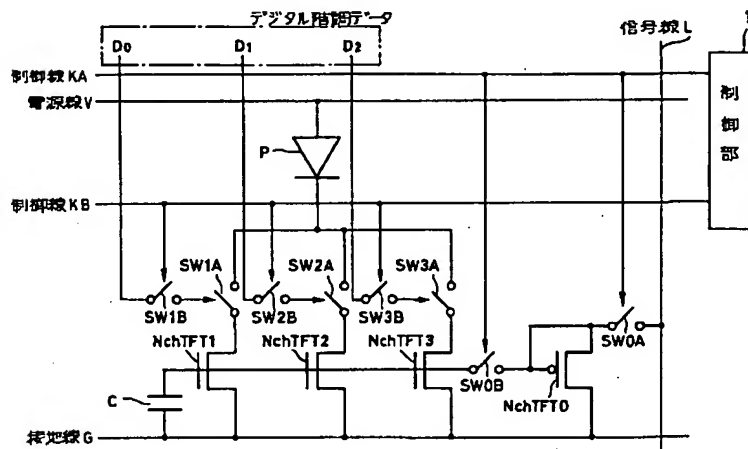 デジタル階調データ
D0
D1
D2
信号線L
制御線KA
電源線V
制御部
P
制御線KB
SW1A
SW2A
SW3A
SW1B
SW2B
SW3B
SW0A
NchTFT1
NchTFT2
NchTFT3
SW0B
NchTFT0
C
接地線G